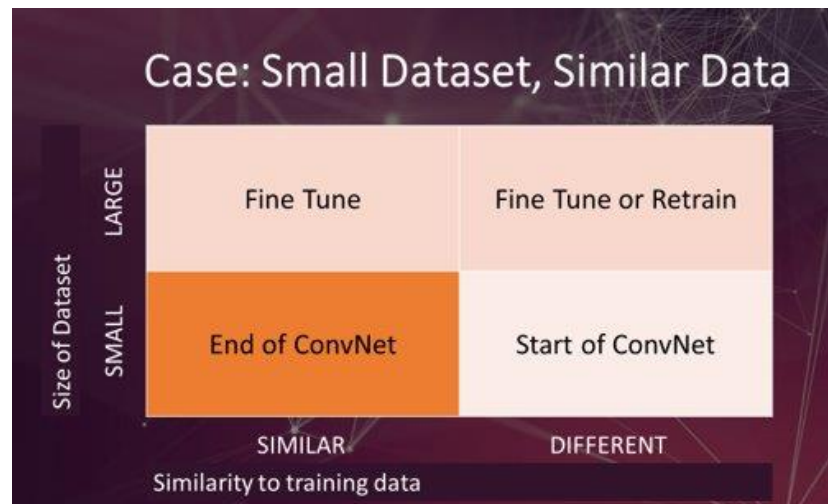 Case: Small Dataset, Similar Data
Size of Dataset
LARGE
Fine Tune
Fine Tune or Retrain
SMALL
End of ConvNet
Start of ConvNet
SIMILAR
DIFFERENT
Similarity to training data